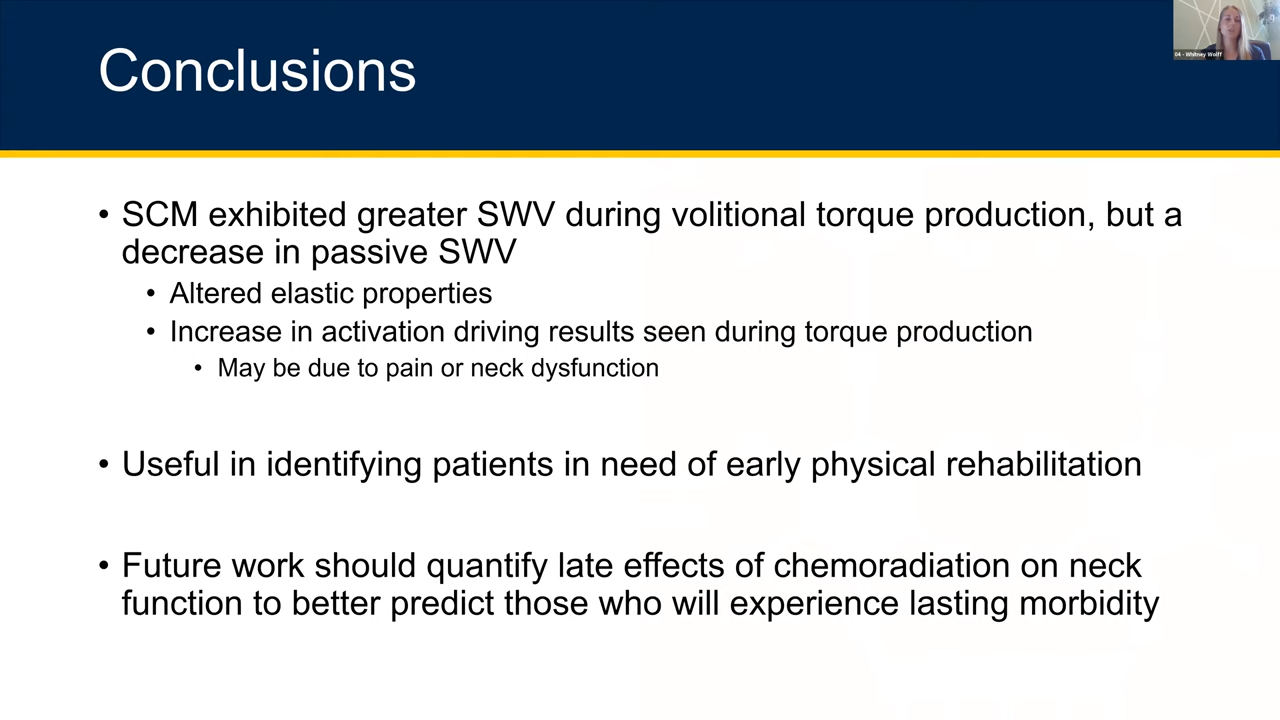 04 - Whitney Wolff
Conclusions
• SCM exhibited greater SWV during volitional torque production, but a
decrease in passive SWV
• Altered elastic properties
• Increase in activation driving results seen during torque production
• May be due to pain or neck dysfunction
• Useful in identifying patients in need of early physical rehabilitation
• Future work should quantify late effects of chemoradiation on neck
function to better predict those who will experience lasting morbidity